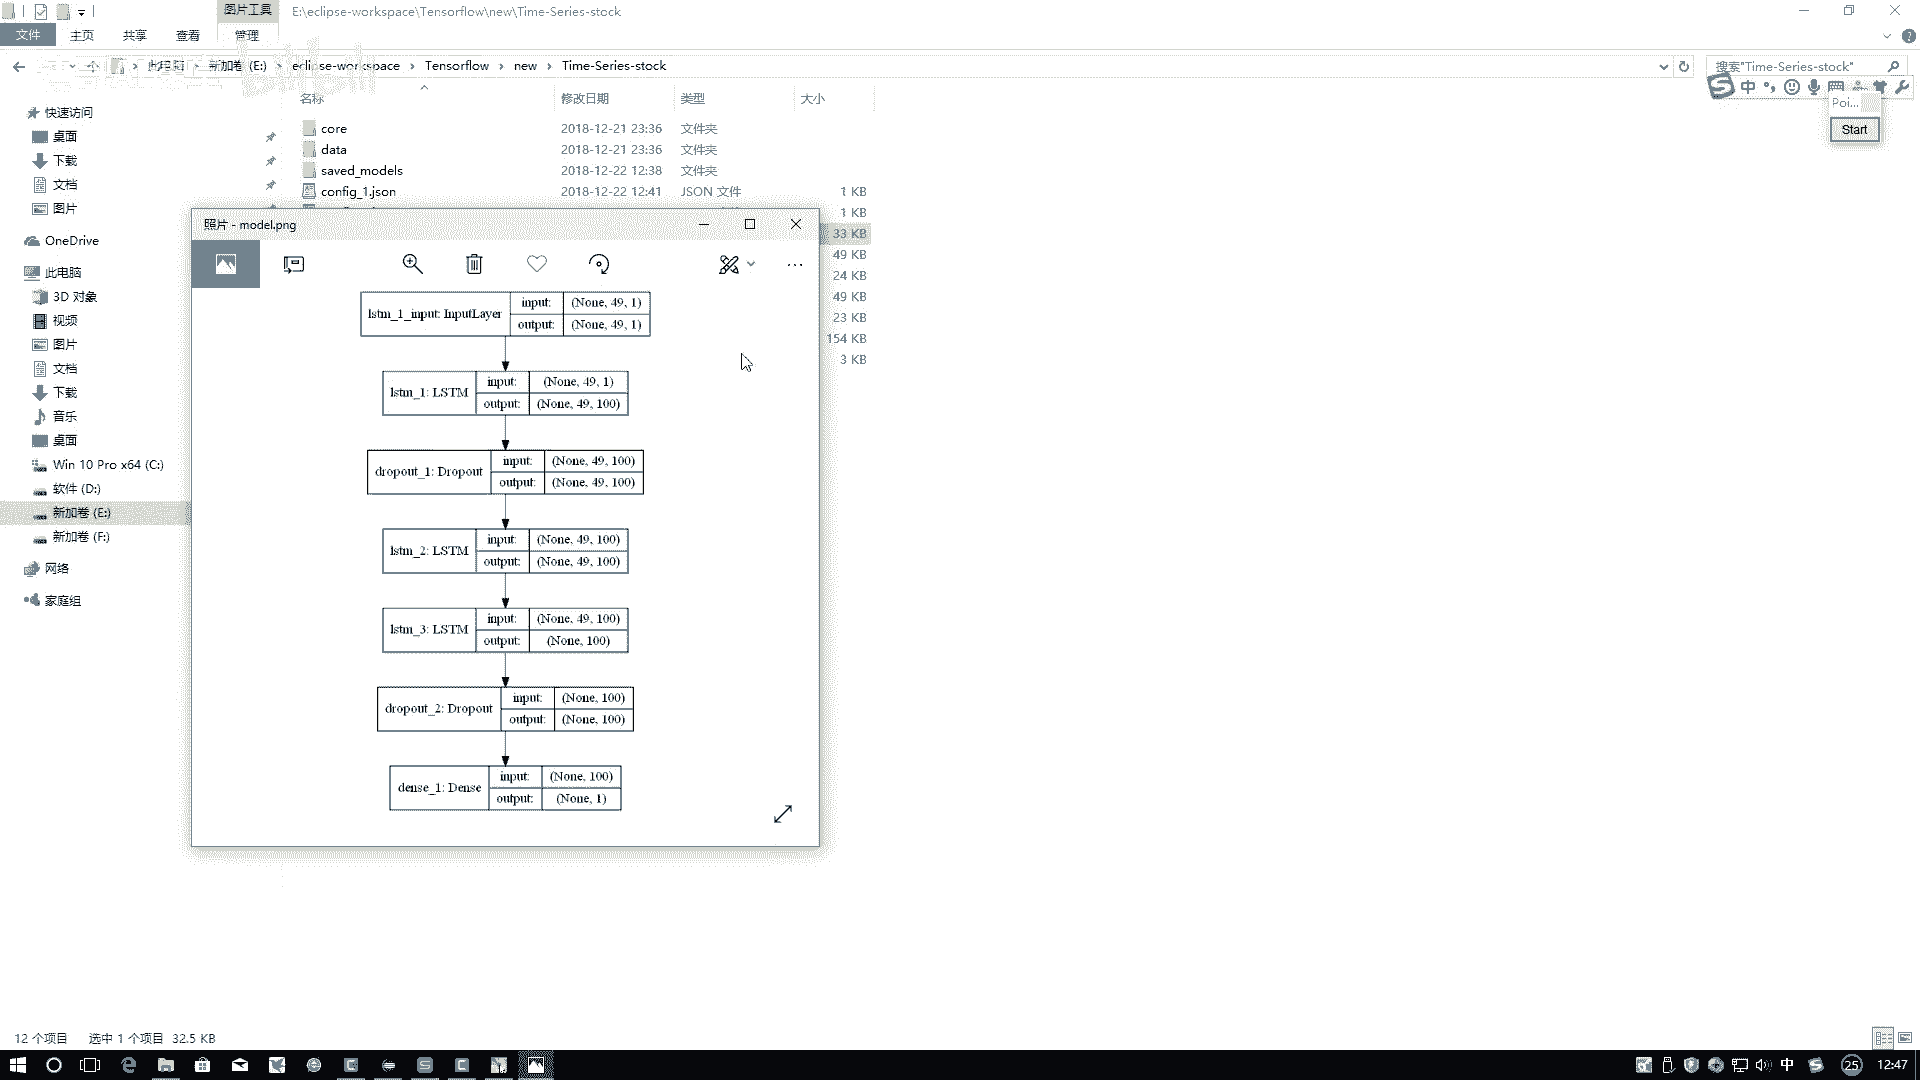 图片工具
E:\eclipse-workspace\Tensorflow\new\Time-Series-stock
文件
主页
共享
查看
管理
新加卷 (E:)
eclipse-workspace
Tensorflow
new
Time-Series-stock
搜索"Time-Series-stock"
名称
修改日期
类型
大小
中
Poi...
Start
快速访问
桌面
下载
文档
图片
OneDrive
此电脑
3D 对象
视频
图片
文档
下载
音乐
桌面
Win 10 Pro x64 (C:)
软件 (D:)
新加卷 (E:)
新加卷 (F:)
网络
家庭组
core 2018-12-21 23:36 文件夹
data 2018-12-21 23:36 文件夹
saved_models 2018-12-22 12:38 文件夹
config_1.json 2018-12-22 12:41 JSON 文件 1 KB
1 KB
33 KB
49 KB
24 KB
49 KB
23 KB
154 KB
3 KB
照片 - model.png
lstm_1_input: InputLayer
input: (None, 49, 1)
output: (None, 49, 1)
lstm_1: LSTM
input: (None, 49, 1)
output: (None, 49, 100)
dropout_1: Dropout
input: (None, 49, 100)
output: (None, 49, 100)
lstm_2: LSTM
input: (None, 49, 100)
output: (None, 49, 100)
lstm_3: LSTM
input: (None, 49, 100)
output: (None, 100)
dropout_2: Dropout
input: (None, 100)
output: (None, 100)
dense_1: Dense
input: (None, 100)
output: (None, 1)
12 个项目 选中 1 个项目 32.5 KB
中
25
12:47